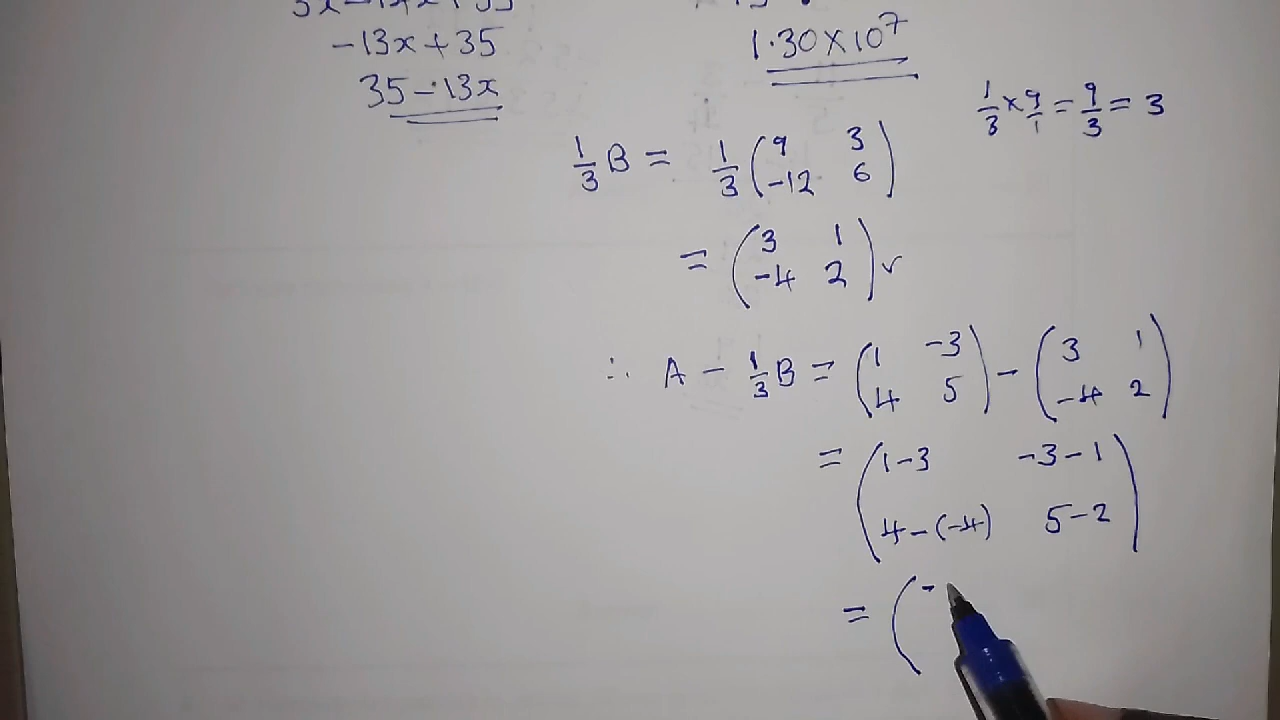 -13x+35
35-13x
1.30×10⁷
1/3 × 9/1 = 9/3 = 3
1/3 B = 1/3 (9 3
-12 6)
= (3 1
-4 2) ✓
∴ A - 1/3 B = (1 -3
4 5) - (3 1
-4 2)
= (1-3 -3-1
4-(-4) 5-2)
= (-